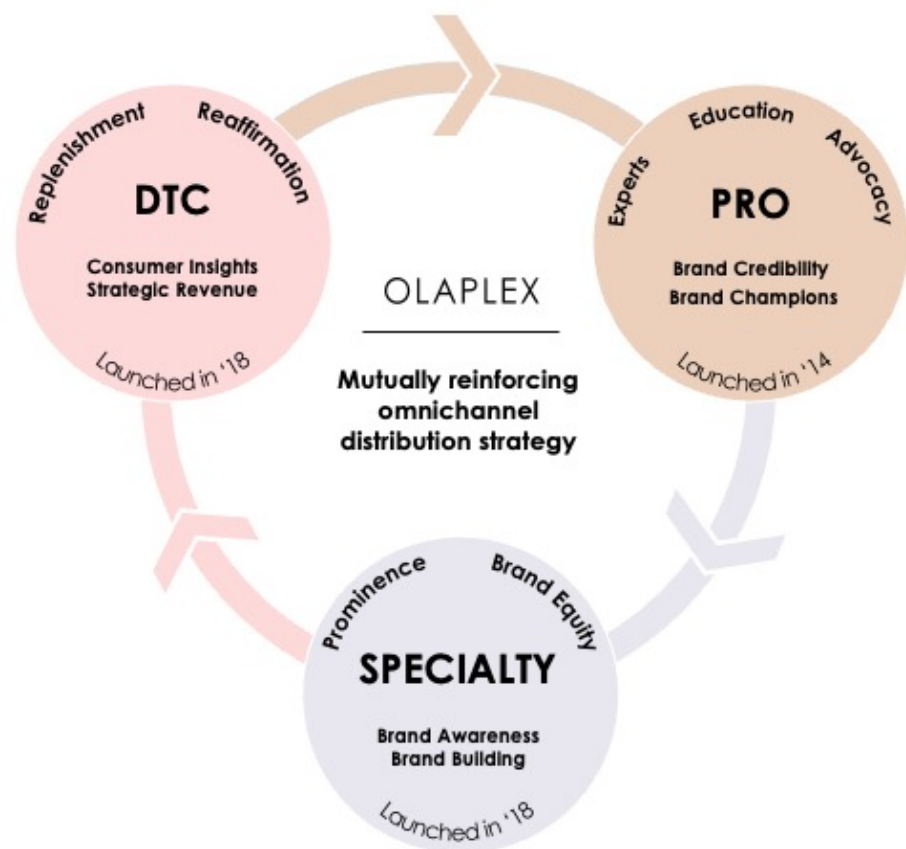 Replenishment
Reaffirmation
DTC
Consumer Insights
Strategic Revenue
Launched in ‘18
Experts
Education
Advocacy
PRO
Brand Credibility
Brand Champions
Launched in ‘14
OLAPLEX
Mutually reinforcing
omnichannel
distribution strategy
Prominence
Brand Equity
SPECIALTY
Brand Awareness
Brand Building
Launched in ‘18